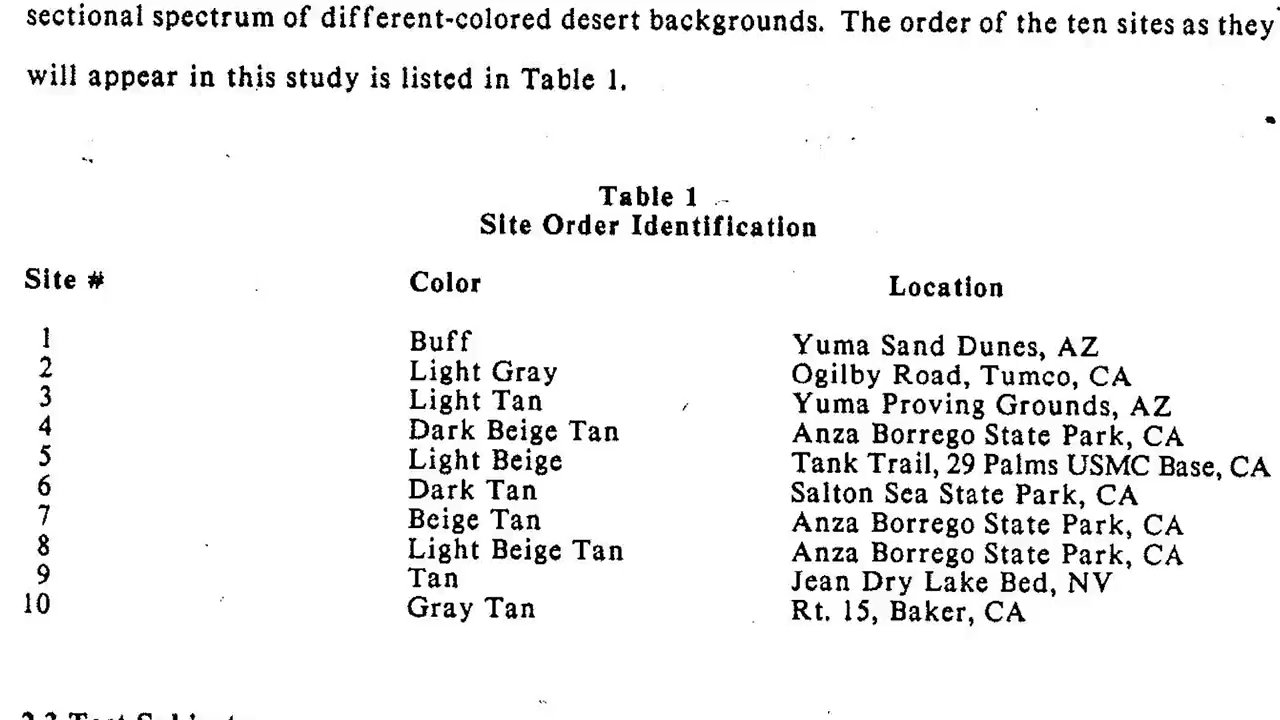 sectional spectrum of different-colored desert backgrounds. The order of the ten sites as they
will appear in this study is listed in Table 1.
Table 1
Site Order Identification
Site # Color Location
1 Buff Yuma Sand Dunes, AZ
2 Light Gray Ogilby Road, Tumco, CA
3 Light Tan Yuma Proving Grounds, AZ
4 Dark Beige Tan Anza Borrego State Park, CA
5 Light Beige Tank Trail, 29 Palms USMC Base, CA
6 Dark Tan Salton Sea State Park, CA
7 Beige Tan Anza Borrego State Park, CA
8 Light Beige Tan Anza Borrego State Park, CA
9 Tan Jean Dry Lake Bed, NV
10 Gray Tan Rt. 15, Baker, CA